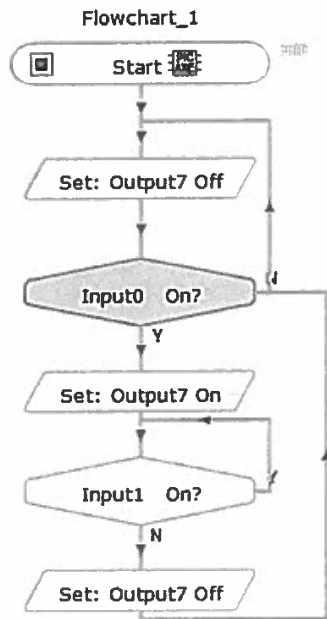 Flowchart_1
Start
Set: Output7 Off
Input0 On?
Y
Set: Output7 On
Input1 On?
N
Set: Output7 Off